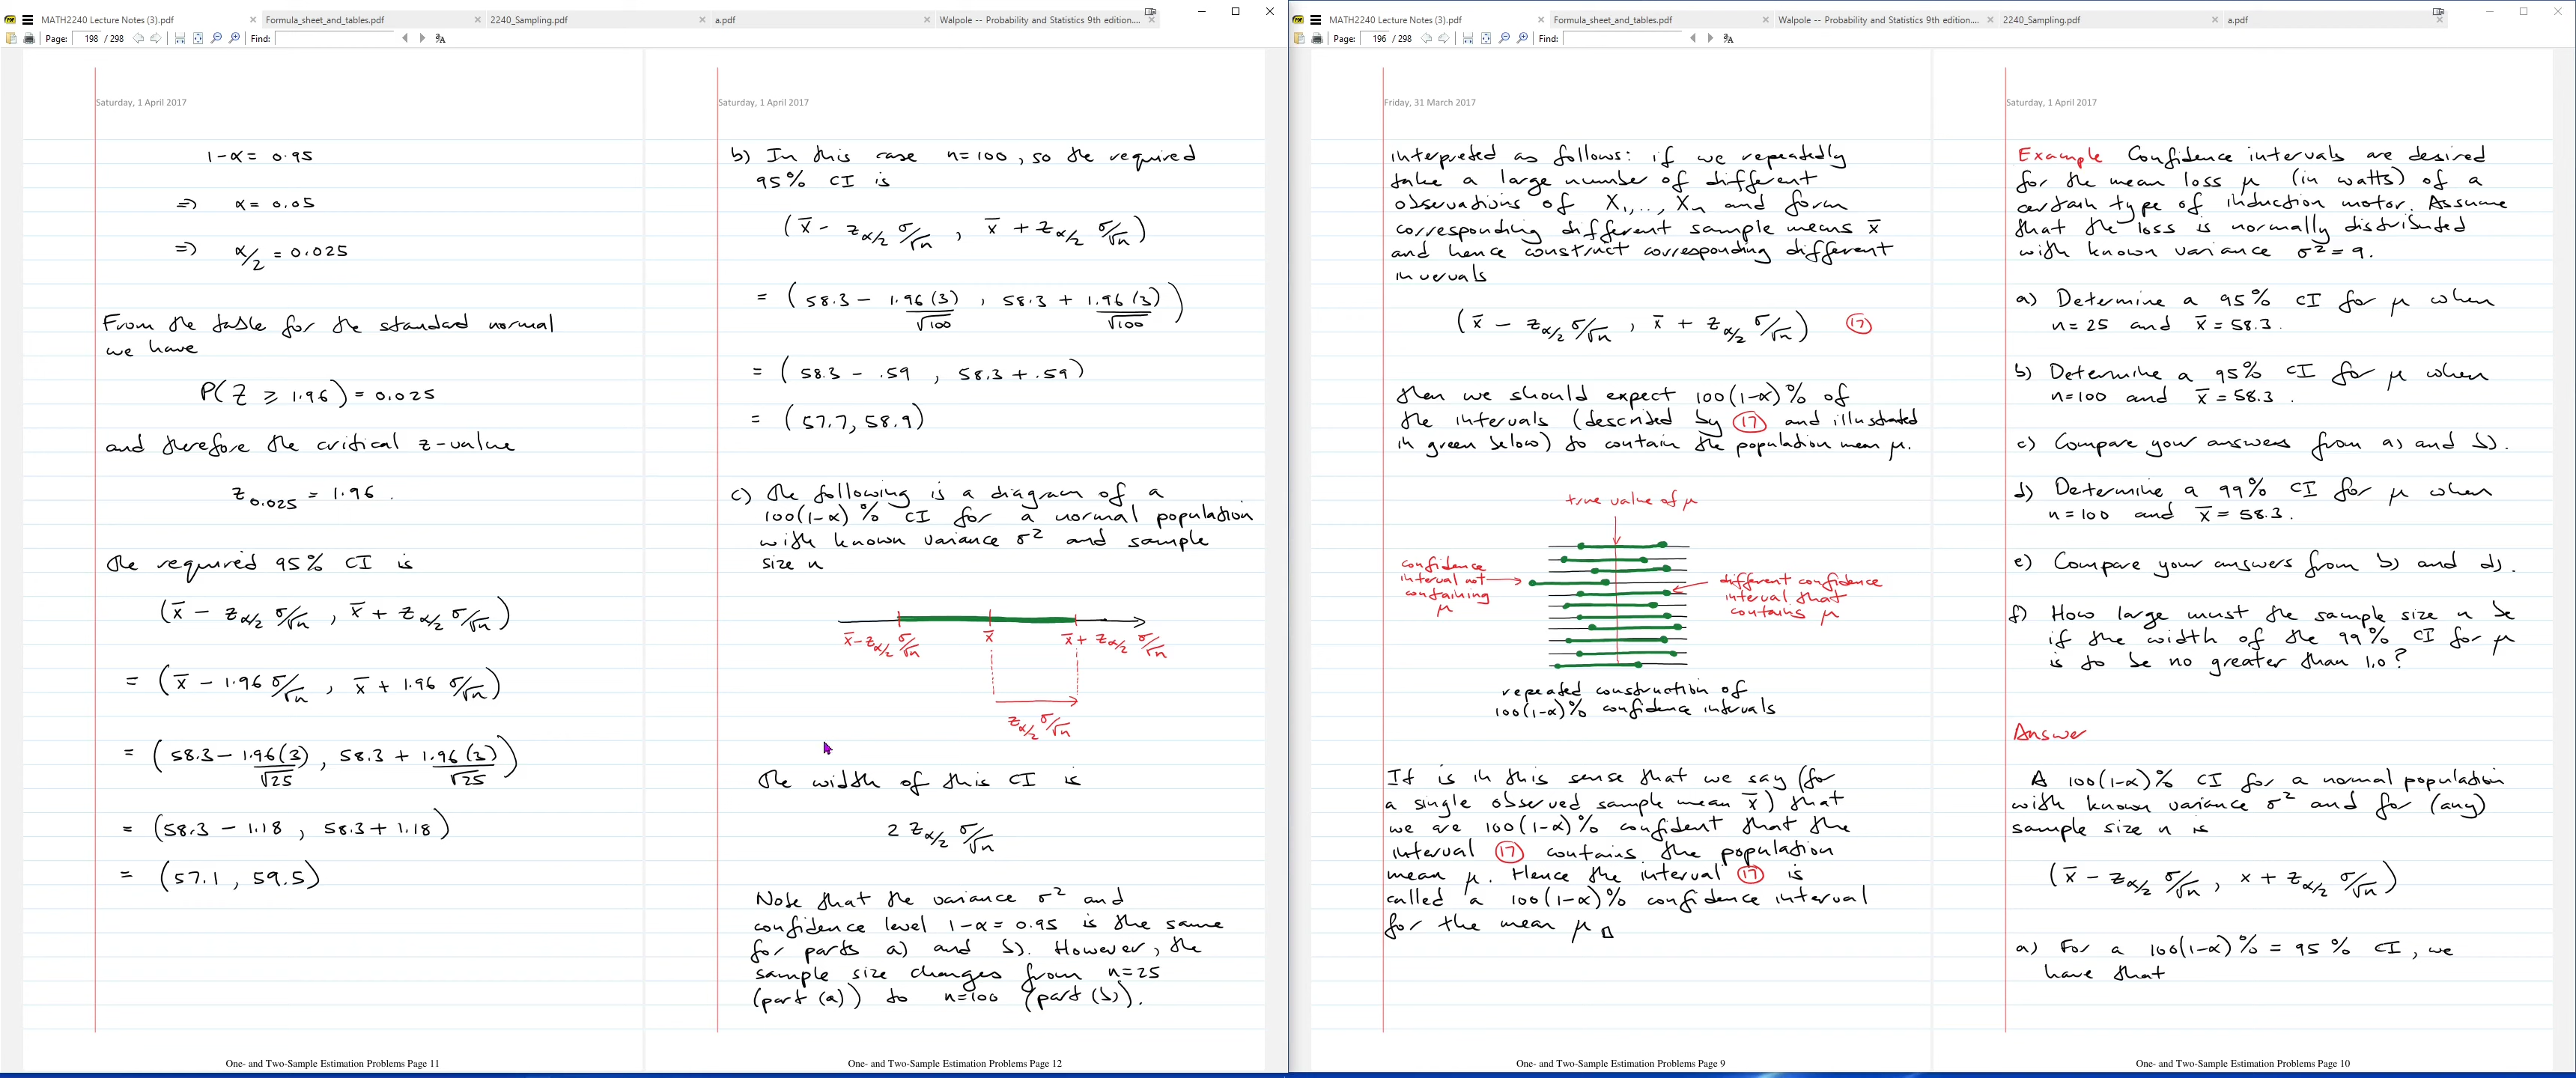 MATH2240 Lecture Notes (3).pdf
Formula_sheet_and_tables.pdf
2240_Sampling.pdf
a.pdf
Walpole -- Probability and Statistics 9th edition....
Page: 198 / 298
Find:
Saturday, 1 April 2017
1-α = 0.95
⇒ α = 0.05
⇒ α/2 = 0.025
From the table for the standard normal
we have
P(Z ≥ 1.96) = 0.025
and therefore the critical z-value
z0.025 = 1.96.
The required 95% CI is
(x̄ - zα/2 σ/√n, x̄ + zα/2 σ/√n)
= (x̄ - 1.96 σ/√n, x̄ + 1.96 σ/√n)
= (58.3 - 1.96(3)/√25, 58.3 + 1.96(3)/√25)
= (58.3 - 1.18, 58.3 + 1.18)
= (57.1, 59.5)
One- and Two-Sample Estimation Problems Page 11
Saturday, 1 April 2017
b) In this case n=100, so the required
95% CI is
(x̄ - zα/2 σ/√n, x̄ + zα/2 σ/√n)
= (58.3 - 1.96(3)/√100, 58.3 + 1.96(3)/√100)
= (58.3 - .59, 58.3 + .59)
= (57.7, 58.9)
c) The following is a diagram of a
100(1-α)% CI for a normal population
with known variance σ² and sample
size n
x̄ - zα/2 σ/√n x̄ x̄ + zα/2 σ/√n
zα/2 σ/√n
The width of this CI is
2 zα/2 σ/√n
Note that the variance σ² and
confidence level 1-α = 0.95 is the same
for parts a) and b). However, the
sample size changes from n=25
(part (a)) to n=100 (part (b)).
One- and Two-Sample Estimation Problems Page 12
MATH2240 Lecture Notes (3).pdf
Formula_sheet_and_tables.pdf
Walpole -- Probability and Statistics 9th edition....
2240_Sampling.pdf
a.pdf
Page: 196 / 298
Find:
Friday, 31 March 2017
interpreted as follows: if we repeatedly
take a large number of different
observations of X1,.., Xn and form
corresponding different sample means x̄
and hence construct corresponding different
inververals
(x̄ - zα/2 σ/√n, x̄ + zα/2 σ/√n) (17)
then we should expect 100(1-α)% of
the intervals (described by (17) and illustrated
in green below) to contain the population mean μ.
true value of μ
confidence
interval not
containing
μ
different confidence
interval that
contains μ
repeated construction of
100(1-α)% confidence intervals
It is in this sense that we say (for
a single observed sample mean x̄) that
we are 100(1-α)% confident that the
interval (17) contains the population
mean μ. Hence the interval (17) is
called a 100(1-α)% confidence interval
for the mean μ
One- and Two-Sample Estimation Problems Page 9
Saturday, 1 April 2017
Example Confidence intervals are desired
for the mean loss μ (in watts) of a
certain type of induction motor. Assume
that the loss is normally distributed
with known variance σ² = 9.
a) Determine a 95% CI for μ when
n=25 and x̄ = 58.3.
b) Determine a 95% CI for μ when
n=100 and x̄ = 58.3.
c) Compare your answers from a) and b).
d) Determine a 99% CI for μ when
n=100 and x̄ = 58.3.
e) Compare your answers from b) and d).
f) How large must the sample size n be
if the width of the 99% CI for μ
is to be no greater than 1.0?
Answer
A 100(1-α)% CI for a normal population
with known variance σ² and for (any)
sample size n is
(x̄ - zα/2 σ/√n, x + zα/2 σ/√n)
a) For a 100(1-α)% = 95% CI, we
have that
One- and Two-Sample Estimation Problems Page 10